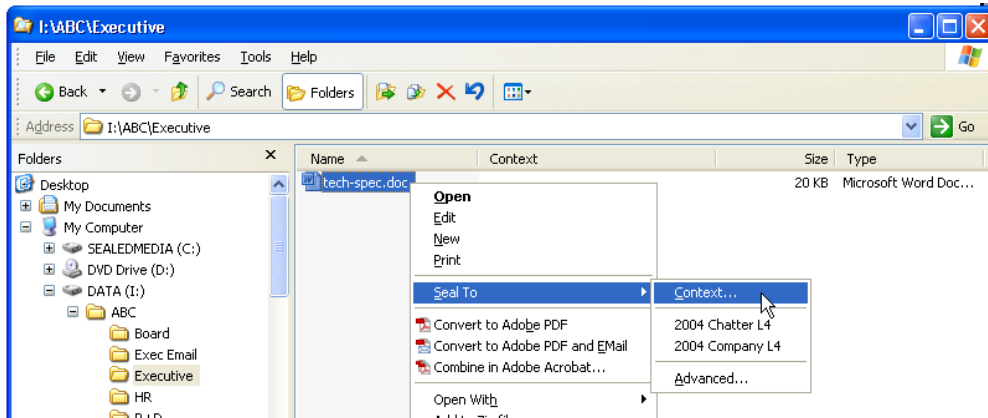 I:\ABC\Executive
File Edit View Favorites Tools Help
Back Search Folders
Address I:\ABC\Executive Go
Folders x Name Context Size Type
Desktop
tech-spec.doc 20 KB Microsoft Word Doc...
My Documents
My Computer
SEALEDMEDIA (C:)
DVD Drive (D:)
DATA (I:)
ABC
Board
Exec Email
Executive
HR
Open
Edit
New
Print
Seal To
Convert to Adobe PDF
Convert to Adobe PDF and EMail
Combine in Adobe Acrobat...
Open With
Context...
2004 Chatter L4
2004 Company L4
Advanced...